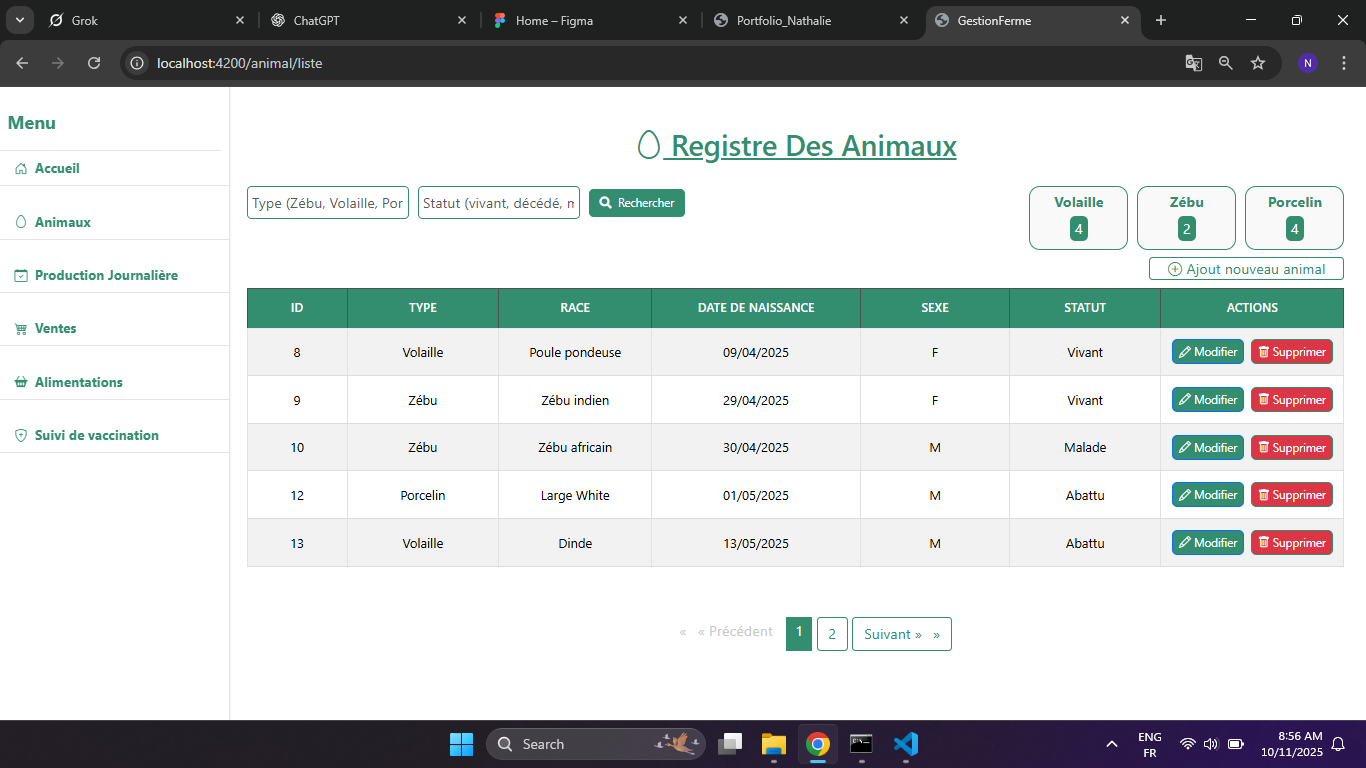 Grok
ChatGPT
Home – Figma
Portfolio_Nathalie
GestionFerme
localhost:4200/animal/liste
N
Menu
Accueil
Animaux
Production Journalière
Ventes
Alimentations
Suivi de vaccination
Registre Des Animaux
Type (Zébu, Volaille, Por
Statut (vivant, décédé, m
Rechercher
Volaille
4
Zébu
2
Porcelin
4
Ajout nouveau animal
ID TYPE RACE DATE DE NAISSANCE SEXE STATUT ACTIONS
8 Volaille Poule pondeuse 09/04/2025 F Vivant Modifier Supprimer
9 Zébu Zébu indien 29/04/2025 F Vivant Modifier Supprimer
10 Zébu Zébu africain 30/04/2025 M Malade Modifier Supprimer
12 Porcelin Large White 01/05/2025 M Abattu Modifier Supprimer
13 Volaille Dinde 13/05/2025 M Abattu Modifier Supprimer
« « Précédent 1 2 Suivant » »
Search
ENG
FR
8:56 AM
10/11/2025